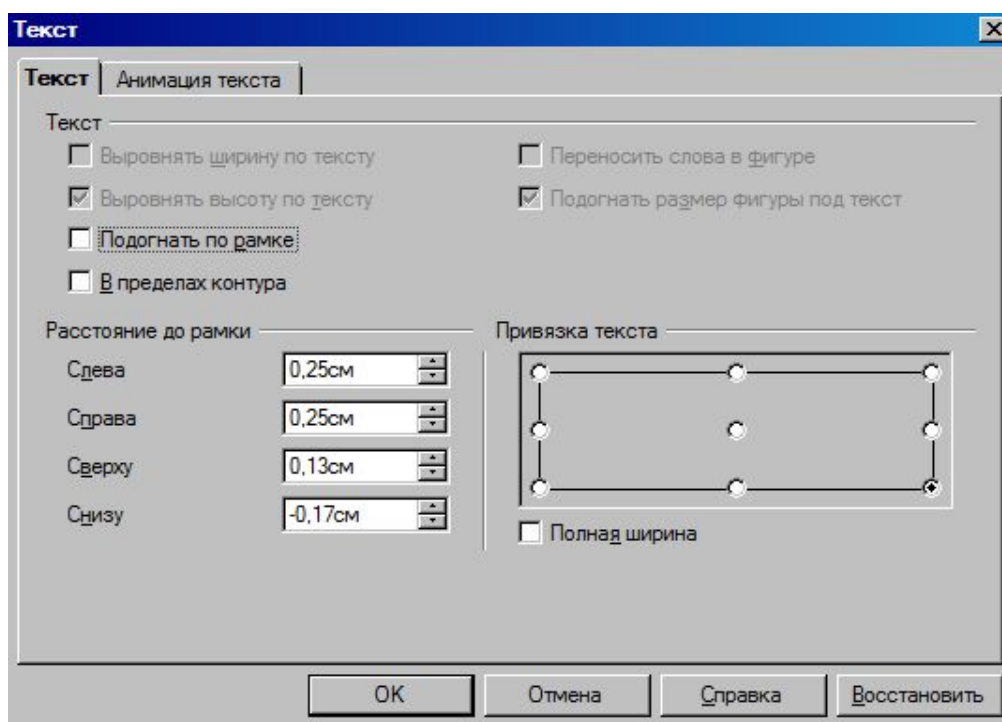 Текст
Текст Анимация текста
Текст
Выровнять ширину по тексту Переносить слова в фигуре
Выровнять высоту по тексту Подогнать размер фигуры под текст
Подогнать по рамке
В пределах контура
Расстояние до рамки Привязка текста
Слева 0,25см
Справа 0,25см
Сверху 0,13см
Снизу -0,17см
Полная ширина
OK Отмена Справка Восстановить